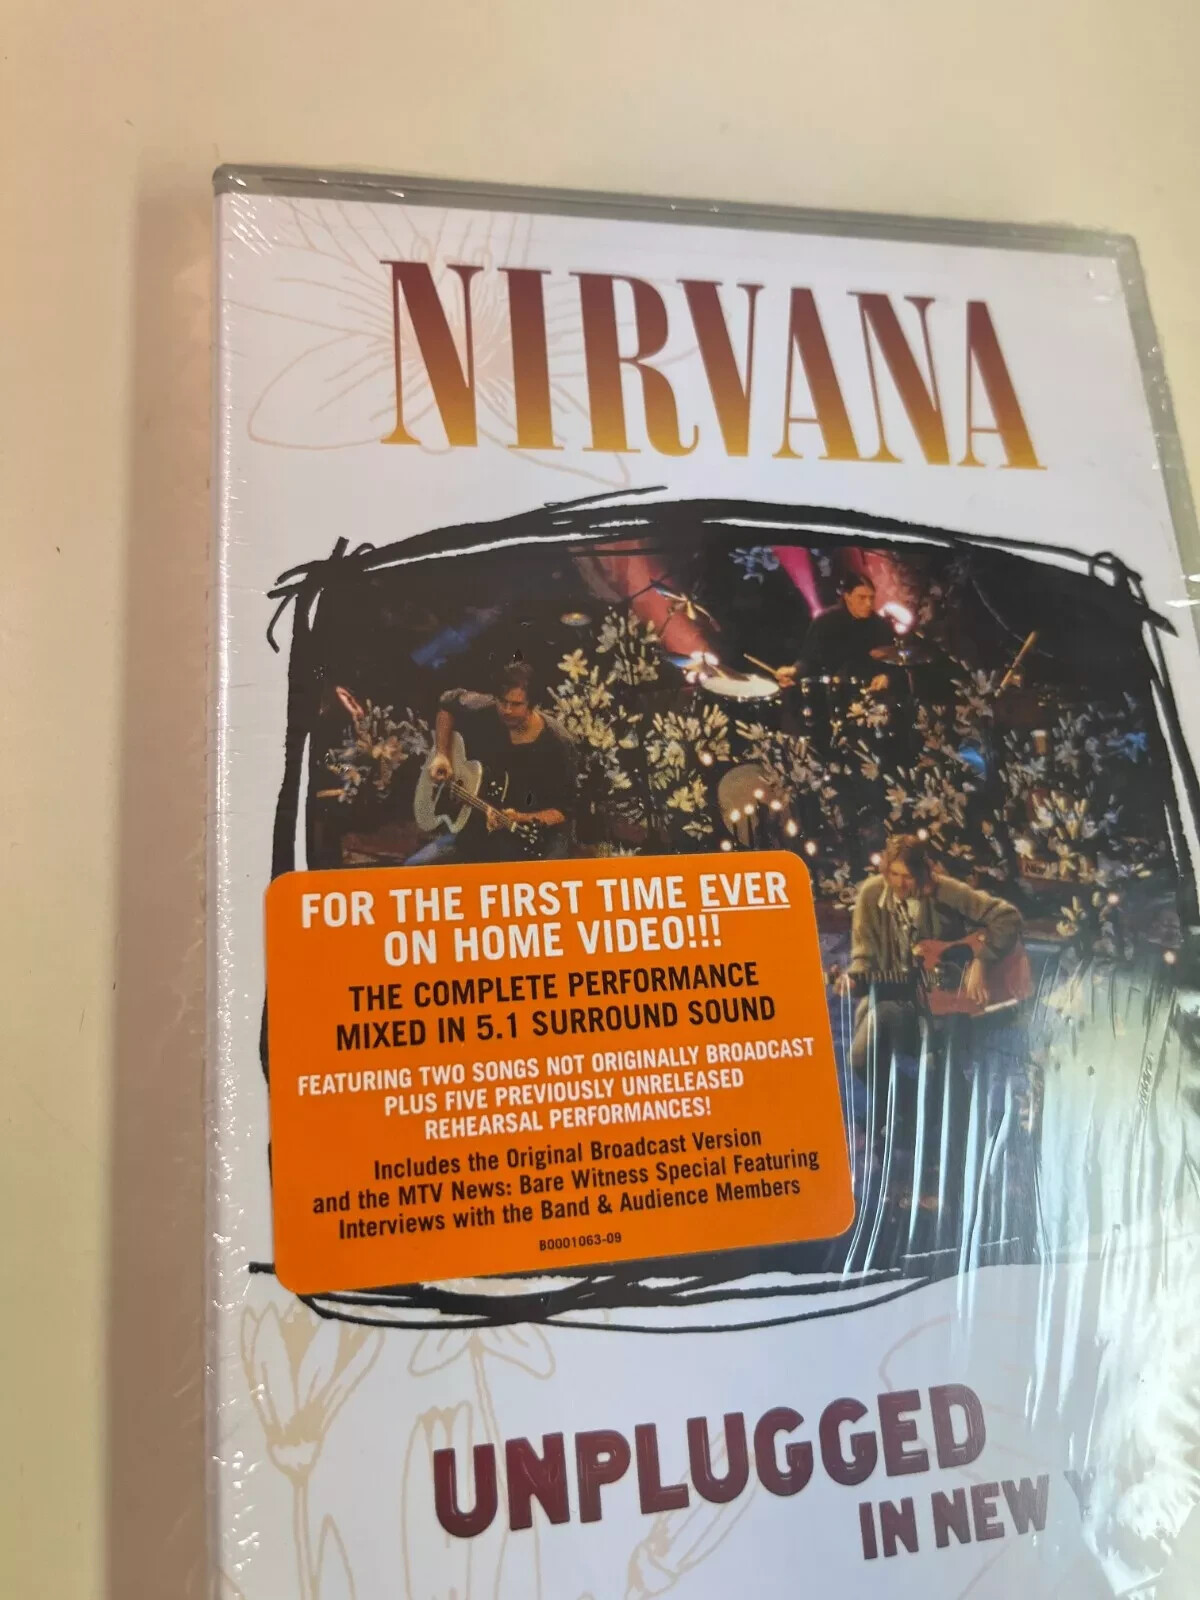 NIRVANA
FOR THE FIRST TIME EVER
ON HOME VIDEO!!!
THE COMPLETE PERFORMANCE
MIXED IN 5.1 SURROUND SOUND
FEATURING TWO SONGS NOT ORIGINALLY BROADCAST
PLUS FIVE PREVIOUSLY UNRELEASED
REHEARSAL PERFORMANCES!
Includes the Original Broadcast Version
and the MTV News: Bare Witness Special Featuring
Interviews with the Band & Audience Members
B0001063-09
UNPLUGGED
IN NEW